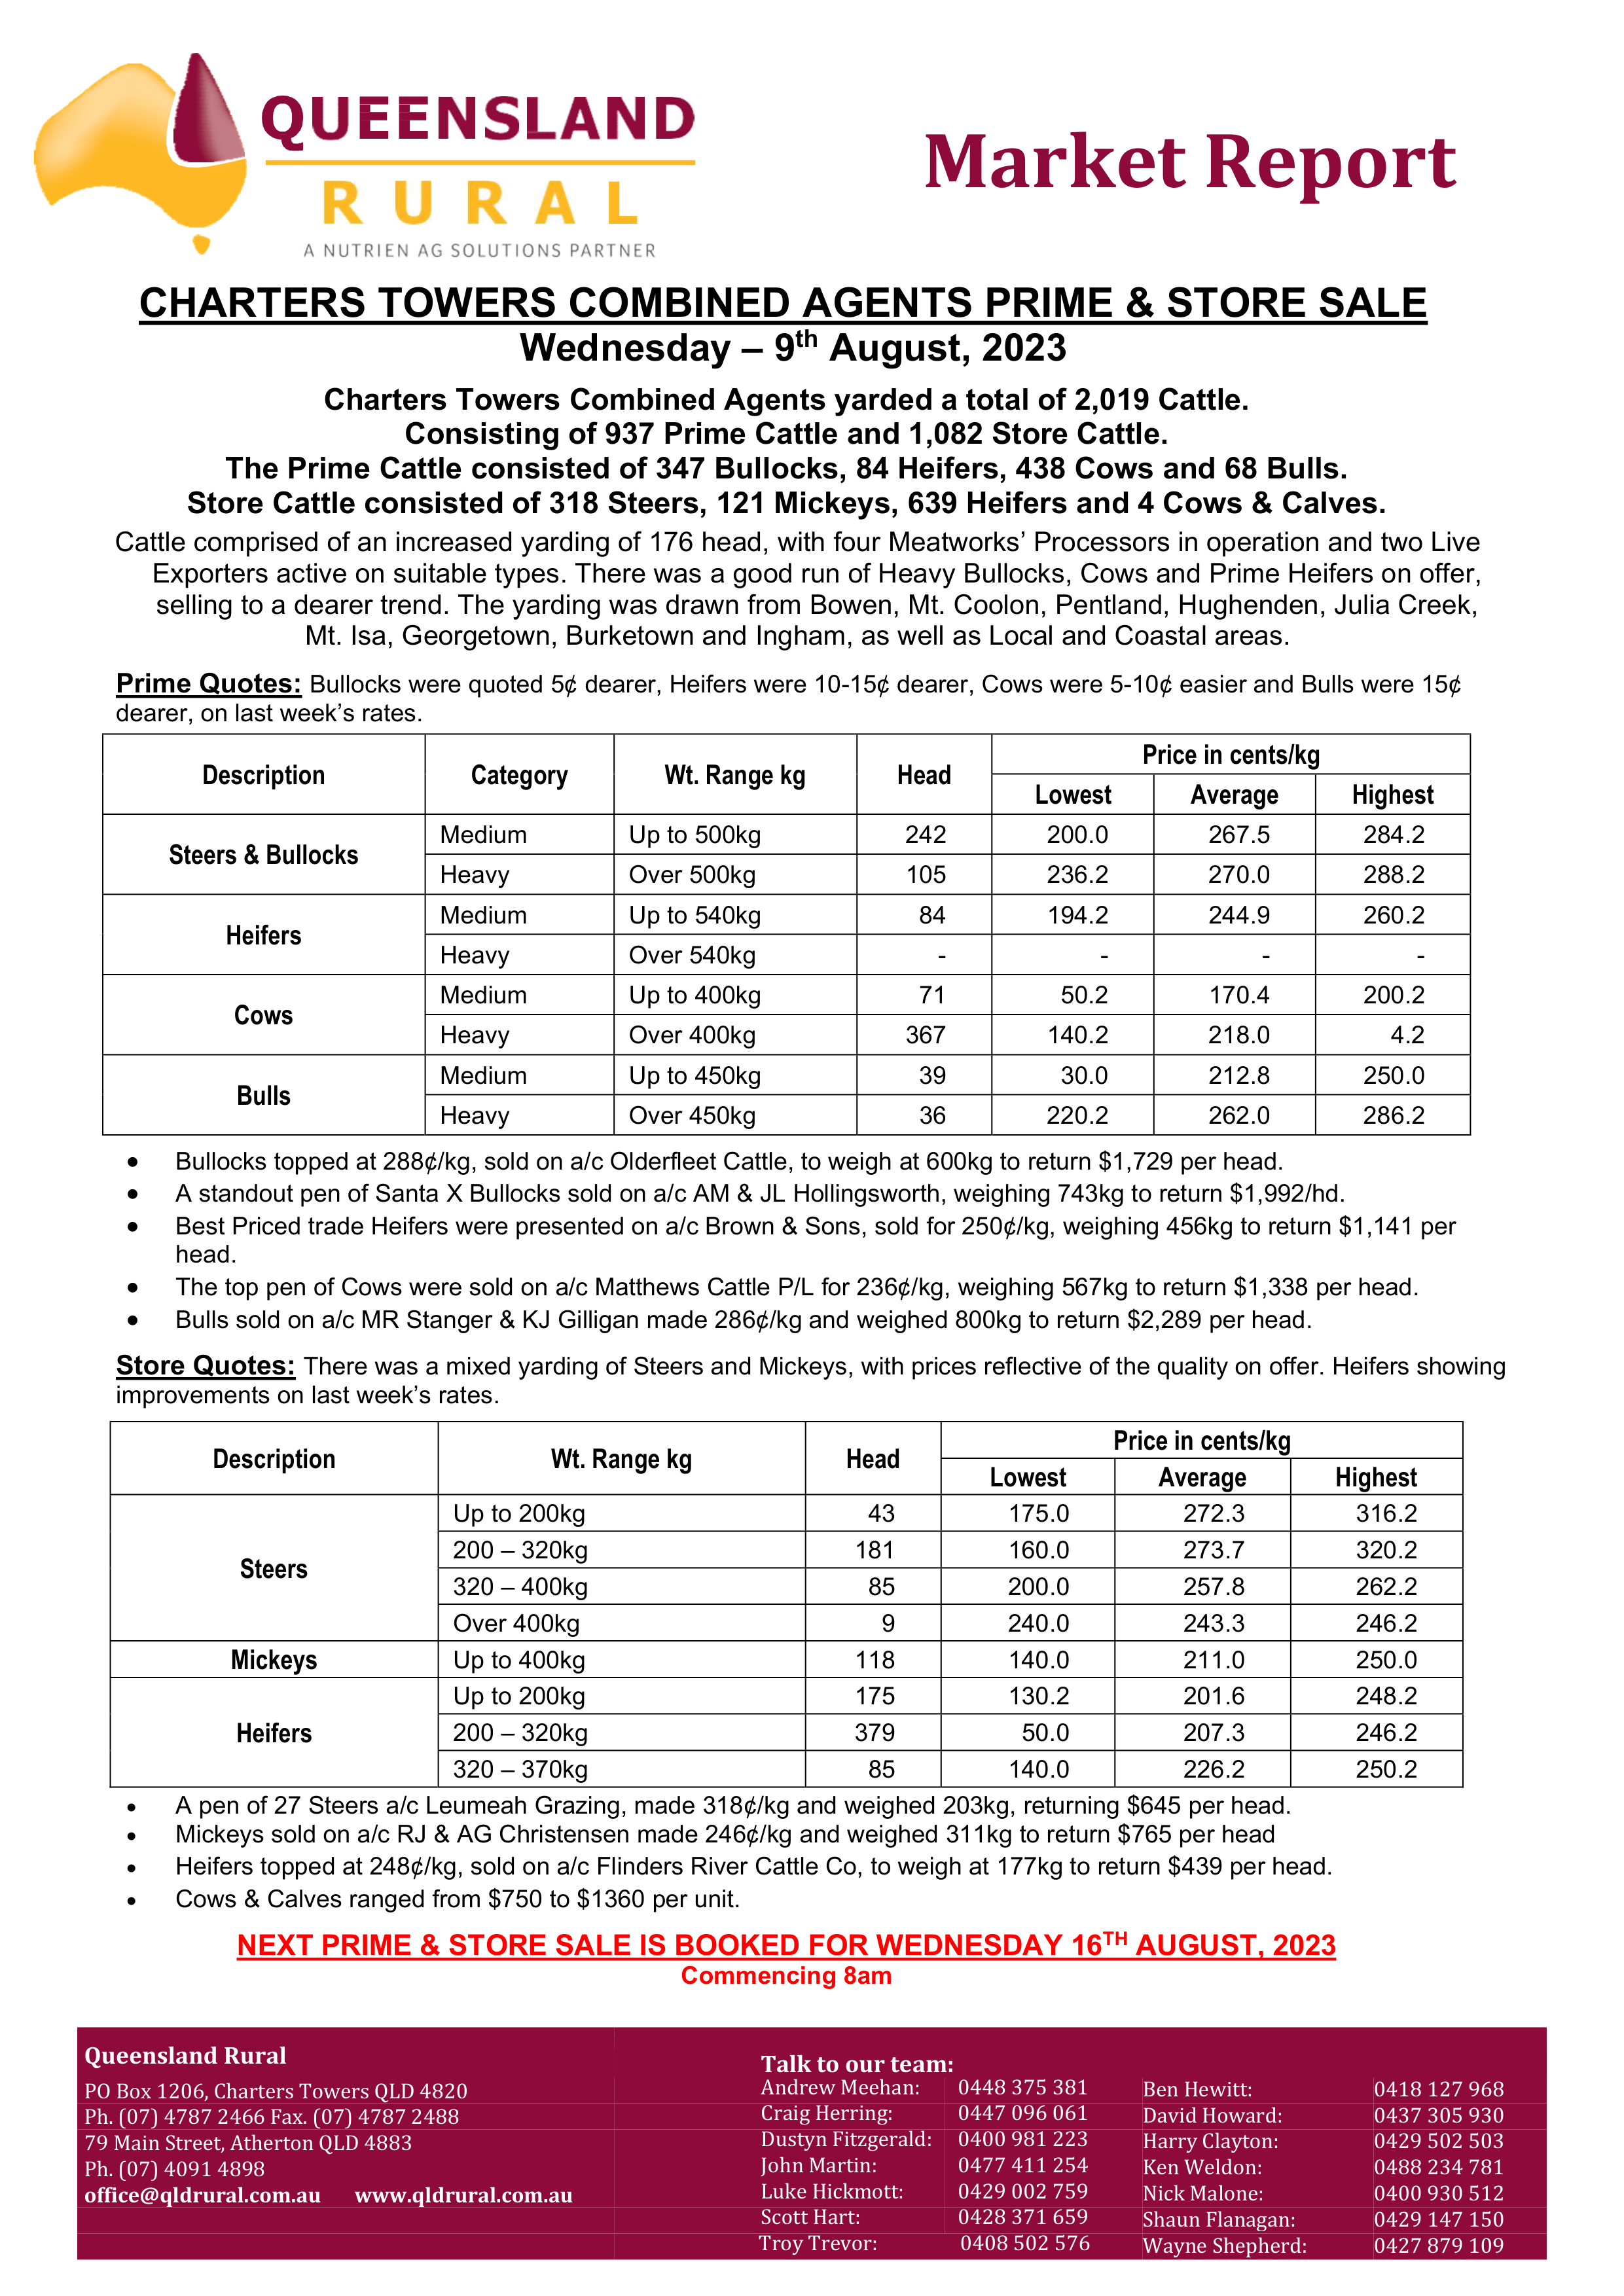 QUEENSLAND
RURAL
A NUTRIEN AG SOLUTIONS PARTNER
Market Report
CHARTERS TOWERS COMBINED AGENTS PRIME & STORE SALE
Wednesday – 9th August, 2023
Charters Towers Combined Agents yarded a total of 2,019 Cattle.
Consisting of 937 Prime Cattle and 1,082 Store Cattle.
The Prime Cattle consisted of 347 Bullocks, 84 Heifers, 438 Cows and 68 Bulls.
Store Cattle consisted of 318 Steers, 121 Mickeys, 639 Heifers and 4 Cows & Calves.
Cattle comprised of an increased yarding of 176 head, with four Meatworks’ Processors in operation and two Live
Exporters active on suitable types. There was a good run of Heavy Bullocks, Cows and Prime Heifers on offer,
selling to a dearer trend. The yarding was drawn from Bowen, Mt. Coolon, Pentland, Hughenden, Julia Creek,
Mt. Isa, Georgetown, Burketown and Ingham, as well as Local and Coastal areas.
Prime Quotes: Bullocks were quoted 5¢ dearer, Heifers were 10-15¢ dearer, Cows were 5-10¢ easier and Bulls were 15¢
dearer, on last week’s rates.
Description Category Wt. Range kg Head Price in cents/kg
Lowest Average Highest
Steers & Bullocks Medium Up to 500kg 242 200.0 267.5 284.2
Heavy Over 500kg 105 236.2 270.0 288.2
Heifers Medium Up to 540kg 84 194.2 244.9 260.2
Heavy Over 540kg - - - -
Cows Medium Up to 400kg 71 50.2 170.4 200.2
Heavy Over 400kg 367 140.2 218.0 4.2
Bulls Medium Up to 450kg 39 30.0 212.8 250.0
Heavy Over 450kg 36 220.2 262.0 286.2
• Bullocks topped at 288¢/kg, sold on a/c Olderfleet Cattle, to weigh at 600kg to return $1,729 per head.
• A standout pen of Santa X Bullocks sold on a/c AM & JL Hollingsworth, weighing 743kg to return $1,992/hd.
• Best Priced trade Heifers were presented on a/c Brown & Sons, sold for 250¢/kg, weighing 456kg to return $1,141 per
head.
• The top pen of Cows were sold on a/c Matthews Cattle P/L for 236¢/kg, weighing 567kg to return $1,338 per head.
• Bulls sold on a/c MR Stanger & KJ Gilligan made 286¢/kg and weighed 800kg to return $2,289 per head.
Store Quotes: There was a mixed yarding of Steers and Mickeys, with prices reflective of the quality on offer. Heifers showing
improvements on last week’s rates.
Description Wt. Range kg Head Price in cents/kg
Lowest Average Highest
Steers Up to 200kg 43 175.0 272.3 316.2
200 – 320kg 181 160.0 273.7 320.2
320 – 400kg 85 200.0 257.8 262.2
Over 400kg 9 240.0 243.3 246.2
Mickeys Up to 400kg 118 140.0 211.0 250.0
Heifers Up to 200kg 175 130.2 201.6 248.2
200 – 320kg 379 50.0 207.3 246.2
320 – 370kg 85 140.0 226.2 250.2
• A pen of 27 Steers a/c Leumeah Grazing, made 318¢/kg and weighed 203kg, returning $645 per head.
• Mickeys sold on a/c RJ & AG Christensen made 246¢/kg and weighed 311kg to return $765 per head
• Heifers topped at 248¢/kg, sold on a/c Flinders River Cattle Co, to weigh at 177kg to return $439 per head.
• Cows & Calves ranged from $750 to $1360 per unit.
NEXT PRIME & STORE SALE IS BOOKED FOR WEDNESDAY 16TH AUGUST, 2023
Commencing 8am
Queensland Rural
PO Box 1206, Charters Towers QLD 4820
Ph. (07) 4787 2466 Fax. (07) 4787 2488
79 Main Street, Atherton QLD 4883
Ph. (07) 4091 4898
office@qldrural.com.au www.qldrural.com.au
Talk to our team:
Andrew Meehan: 0448 375 381 Ben Hewitt: 0418 127 968
Craig Herring: 0447 096 061 David Howard: 0437 305 930
Dustyn Fitzgerald: 0400 981 223 Harry Clayton: 0429 502 503
John Martin: 0477 411 254 Ken Weldon: 0488 234 781
Luke Hickmott: 0429 002 759 Nick Malone: 0400 930 512
Scott Hart: 0428 371 659 Shaun Flanagan: 0429 147 150
Troy Trevor: 0408 502 576 Wayne Shepherd: 0427 879 109